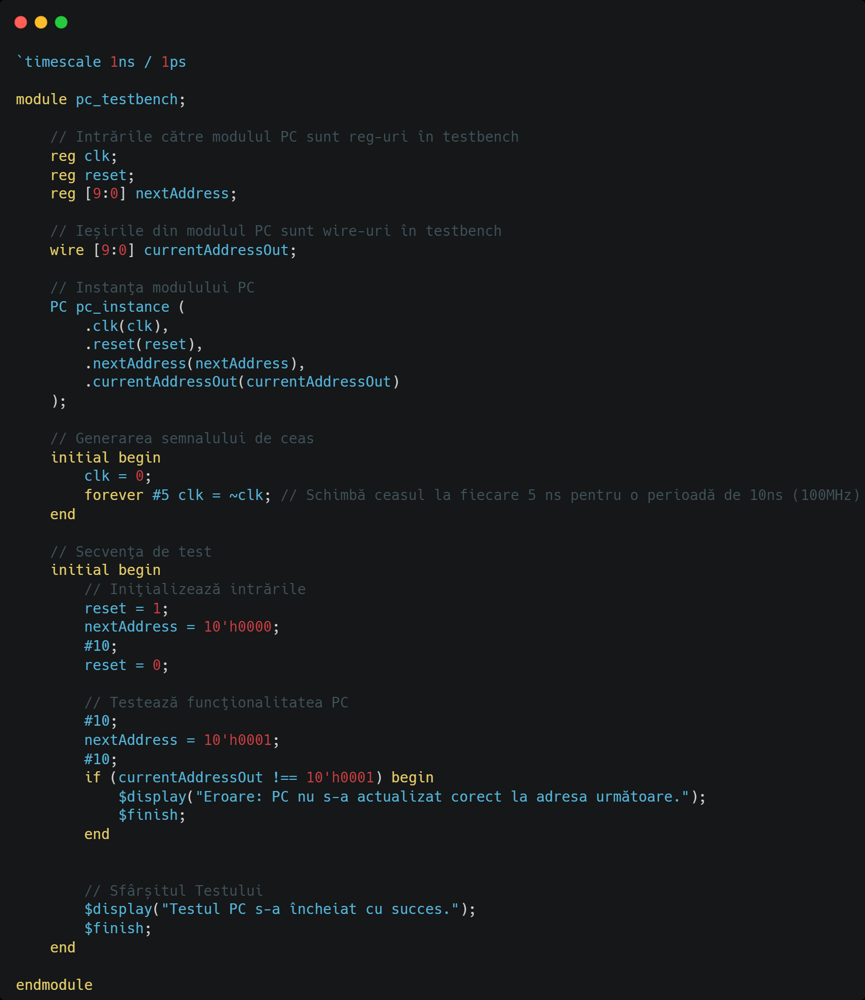 `timescale 1ns / 1ps
module pc_testbench;
// Intrările către modulul PC sunt reg-uri în testbench
reg clk;
reg reset;
reg [9:0] nextAddress;
// Ieșirile din modulul PC sunt wire-uri în testbench
wire [9:0] currentAddressOut;
// Instanţa modulului PC
PC pc_instance (
.clk(clk),
.reset(reset),
.nextAddress(nextAddress),
.currentAddressOut(currentAddressOut)
);
// Generarea semnalului de ceas
initial begin
clk = 0;
forever #5 clk = ~clk; // Schimbă ceasul la fiecare 5 ns pentru o perioadă de 10ns (100MHz)
end
// Secvenţa de test
initial begin
// Iniţializează intrările
reset = 1;
nextAddress = 10'h0000;
#10;
reset = 0;
// Testează funcţionalitatea PC
#10;
nextAddress = 10'h0001;
#10;
if (currentAddressOut !== 10'h0001) begin
$display("Eroare: PC nu s-a actualizat corect la adresa următoare.");
$finish;
end
// Sfârșitul Testului
$display("Testul PC s-a încheiat cu succes.");
$finish;
end
endmodule